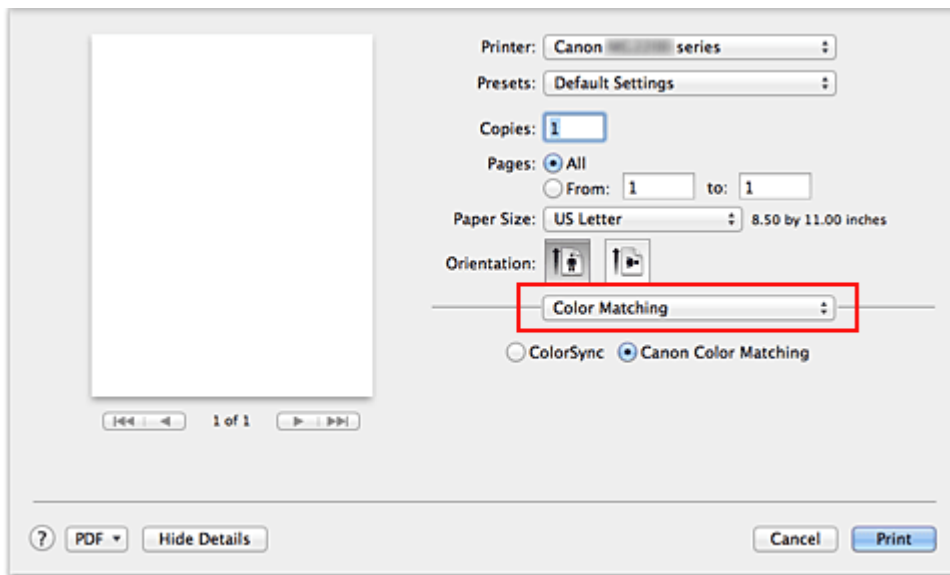 Printer: Canon series
Presets: Default Settings
Copies: 1
Pages: All
From: 1 to: 1
Paper Size: US Letter 8.50 by 11.00 inches
Orientation:
Color Matching
ColorSync Canon Color Matching
1 of 1
? PDF Hide Details Cancel Print